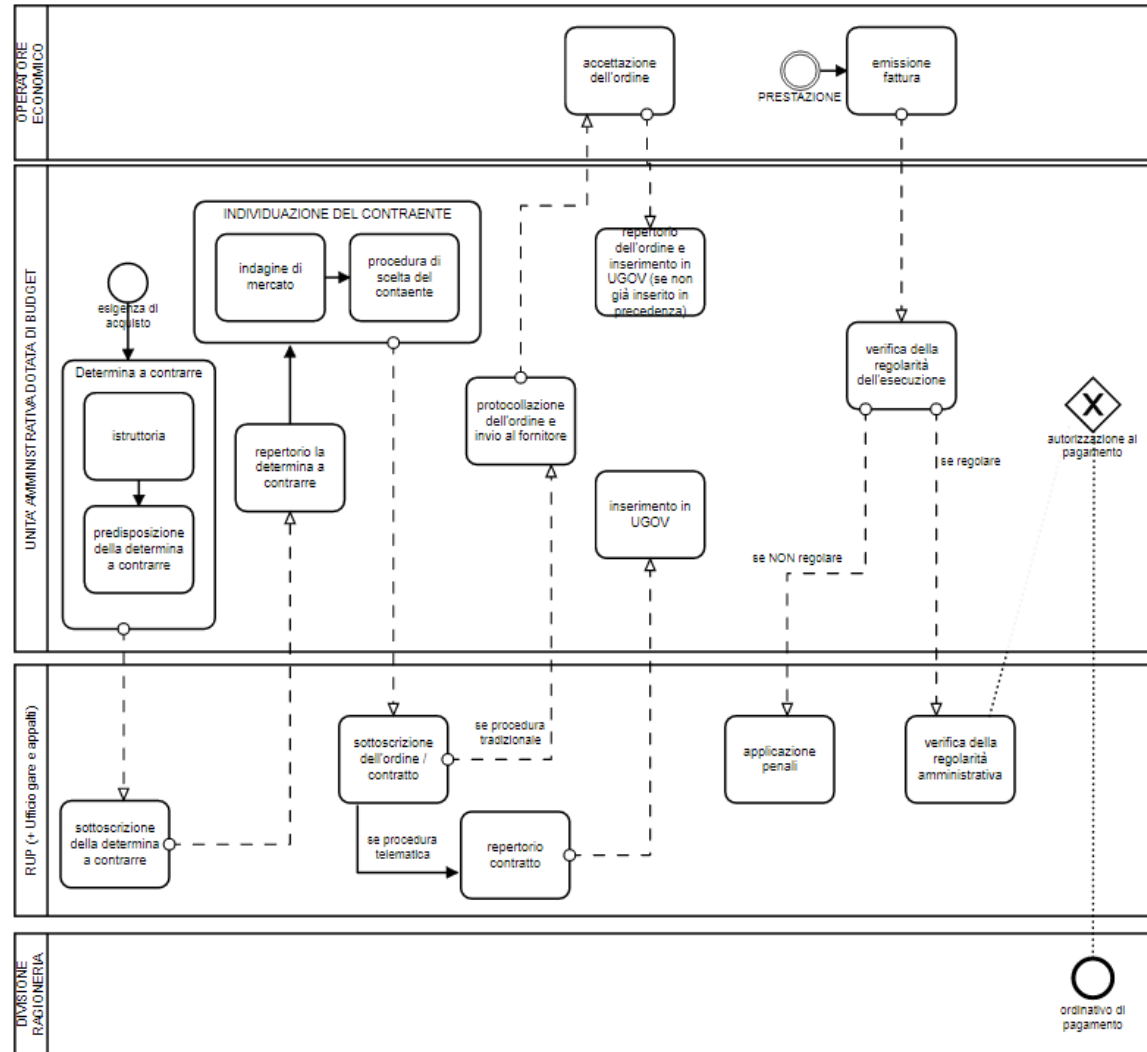 OPERATORE
ECONOMICO
accettazione
dell'ordine
PRESTAZIONE
emissione
fattura
UNITA' AMMINISTRATIVA DOTATA DI BUDGET
esigenza di
acquisto
Determina a contrarre
istruttoria
predisposizione
della determina
a contrarre
INDIVIDUAZIONE DEL CONTRAENTE
indagine di
mercato
procedura di
scelta del
contaente
repertorio la
determina a
contrarre
protocollazione
dell'ordine e
invio al fornitore
repertorio
dell'ordine e
inserimento in
UGOV (se non
già inserito in
precedenza)
inserimento in
UGOV
verifica della
regolarità
dell'esecuzione
se NON regolare
se regolare
X
autorizzazione al
pagamento
RUP (+ Ufficio gare e appalti)
sottoscrizione
della determina
a contrarre
sottoscrizione
dell'ordine /
contratto
se procedura
tradizionale
se procedura
telematica
repertorio
contratto
applicazione
penali
verifica della
regolarità
amministrativa
DIVISIONE
RAGIONERIA
ordinativo di
pagamento